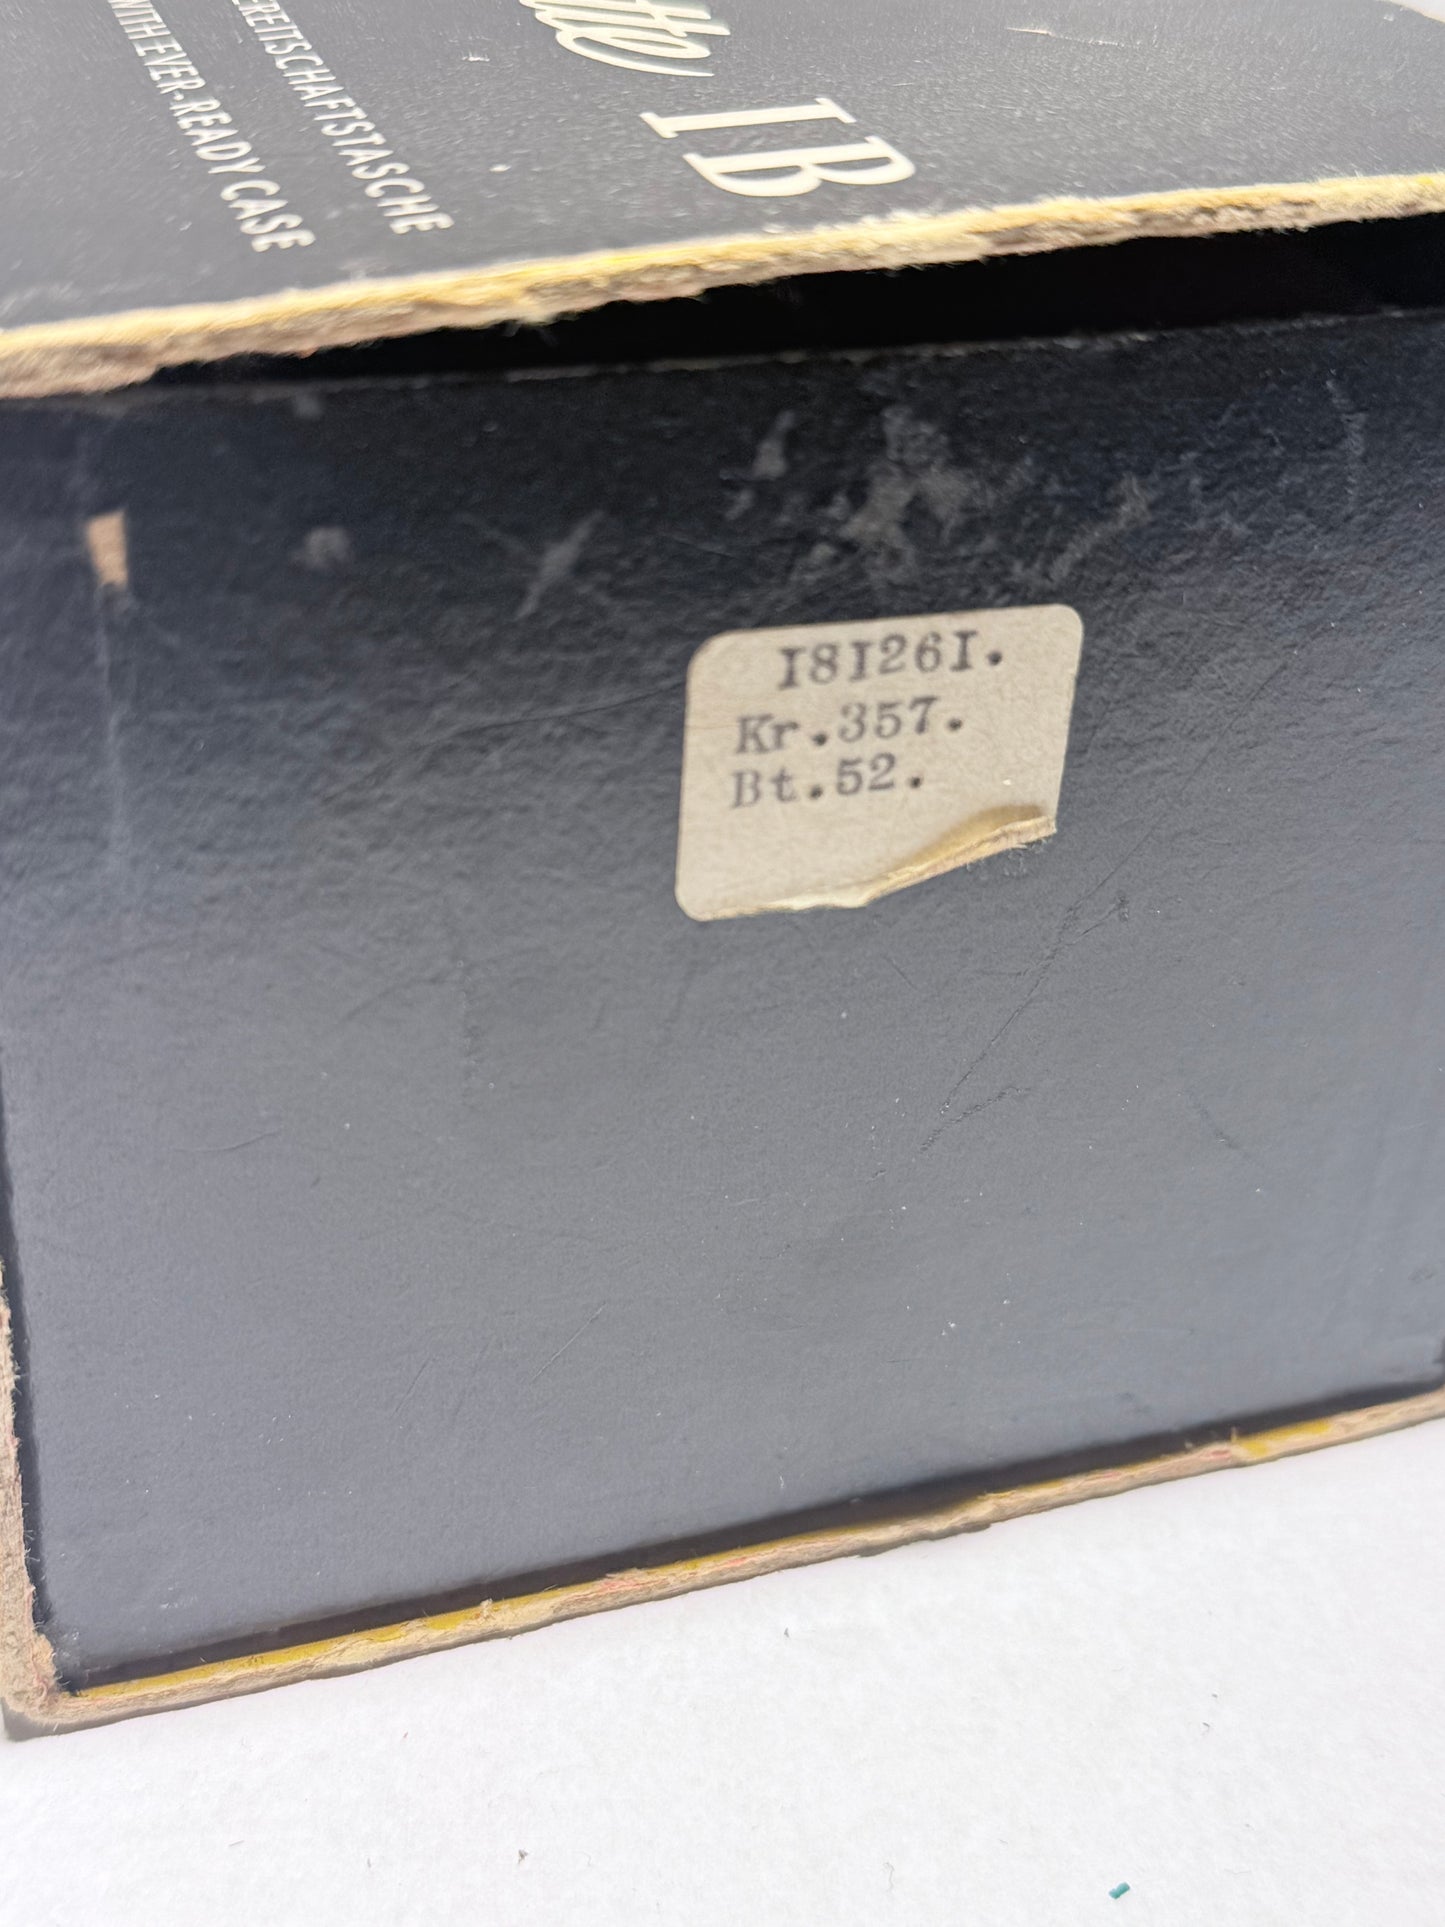 IB
BEREITSCHAFTSTASCHE
WITH EVER-READY CASE
I8I26I.
Kr.357.
Bt.52.